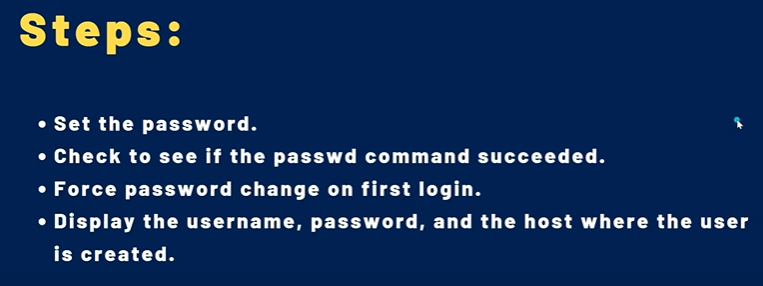 Steps:
• Set the password.
• Check to see if the passwd command succeeded.
• Force password change on first login.
• Display the username, password, and the host where the user
is created.